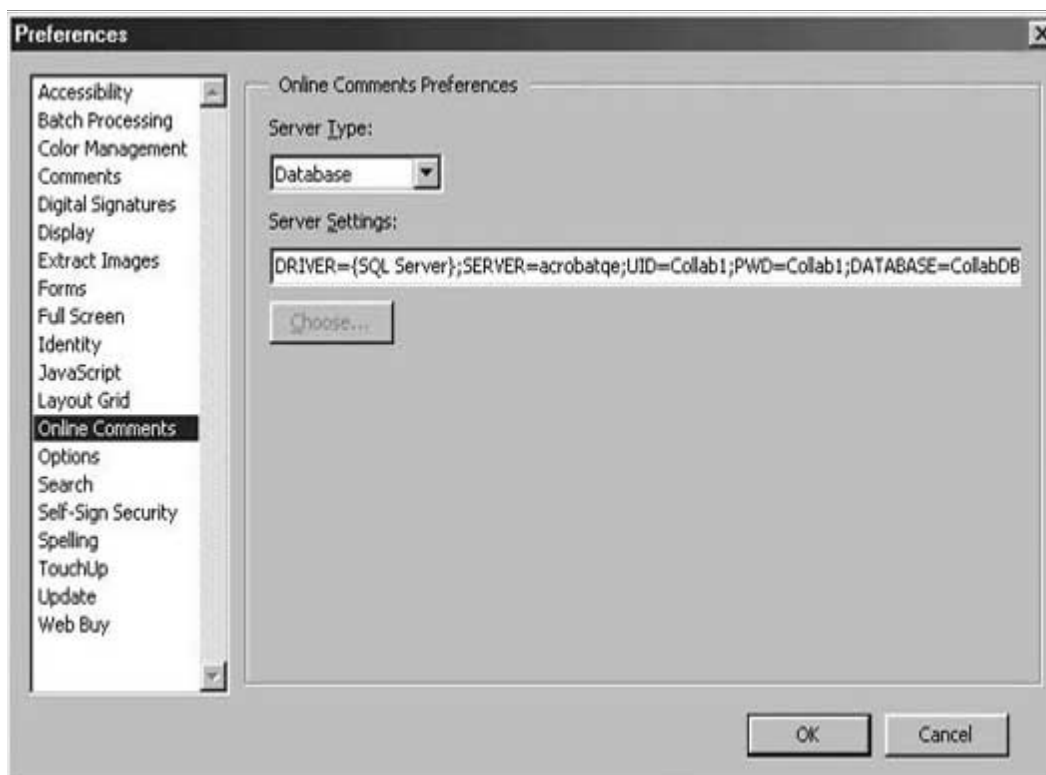 Preferences
Accessibility
Batch Processing
Color Management
Comments
Digital Signatures
Display
Extract Images
Forms
Full Screen
Identity
JavaScript
Layout Grid
Online Comments
Options
Search
Self-Sign Security
Spelling
TouchUp
Update
Web Buy
Online Comments Preferences
Server Type:
Database
Server Settings:
DRIVER={SQL Server};SERVER=acrobatqe;UID=Collab1;PWD=Collab1;DATABASE=CollabDB
Choose...
OK
Cancel